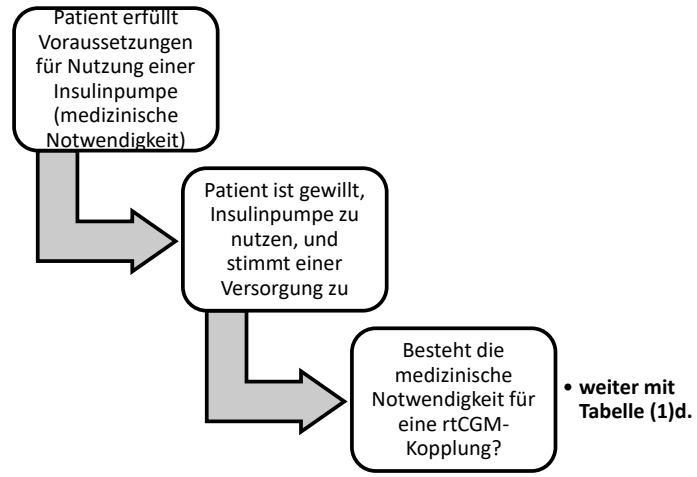 Patient erfüllt
Voraussetzungen
für Nutzung einer
Insulinpumpe
(medizinische
Notwendigkeit)
Patient ist gewillt,
Insulinpumpe zu
nutzen, und
stimmt einer
Versorgung zu
Besteht die
medizinische
Notwendigkeit für
eine rtCGM-
Kopplung?
• weiter mit
Tabelle (1)d.